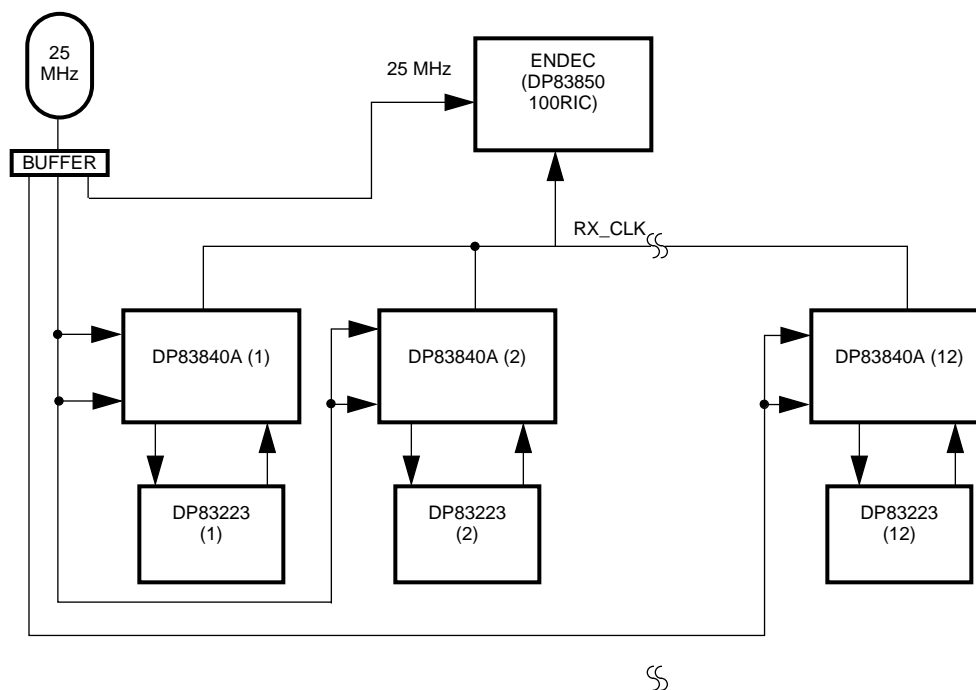 25
MHz
BUFFER
25 MHz
ENDEC
(DP83850
100RIC)
RX_CLK
DP83840A (1)
DP83840A (2)
DP83840A (12)
DP83223
(1)
DP83223
(2)
DP83223
(12)